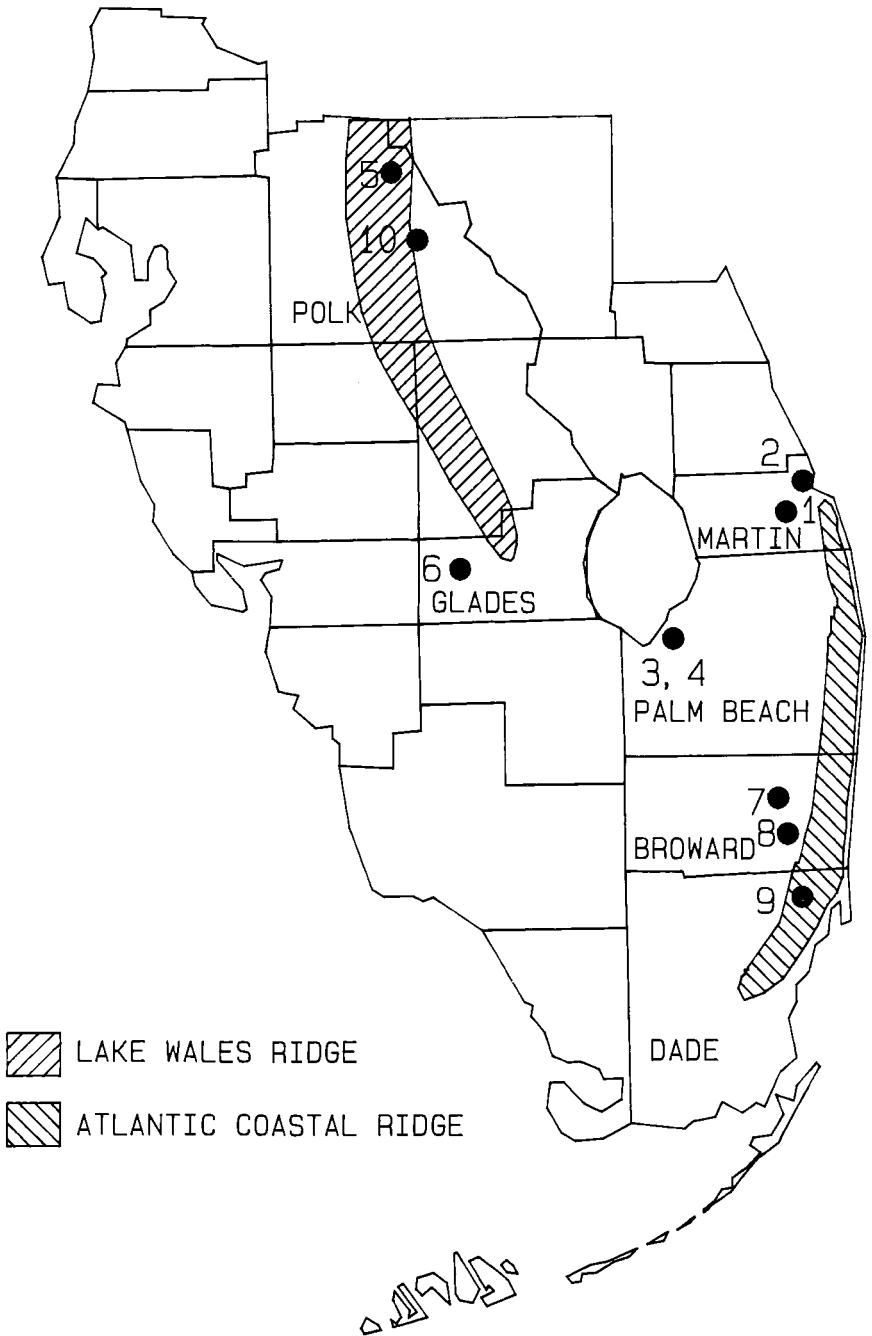 5
10
POLK
2
1
MARTIN
6
GLADES
3, 4
PALM BEACH
7
8
BROWARD
9
LAKE WALES RIDGE
DADE
ATLANTIC COASTAL RIDGE